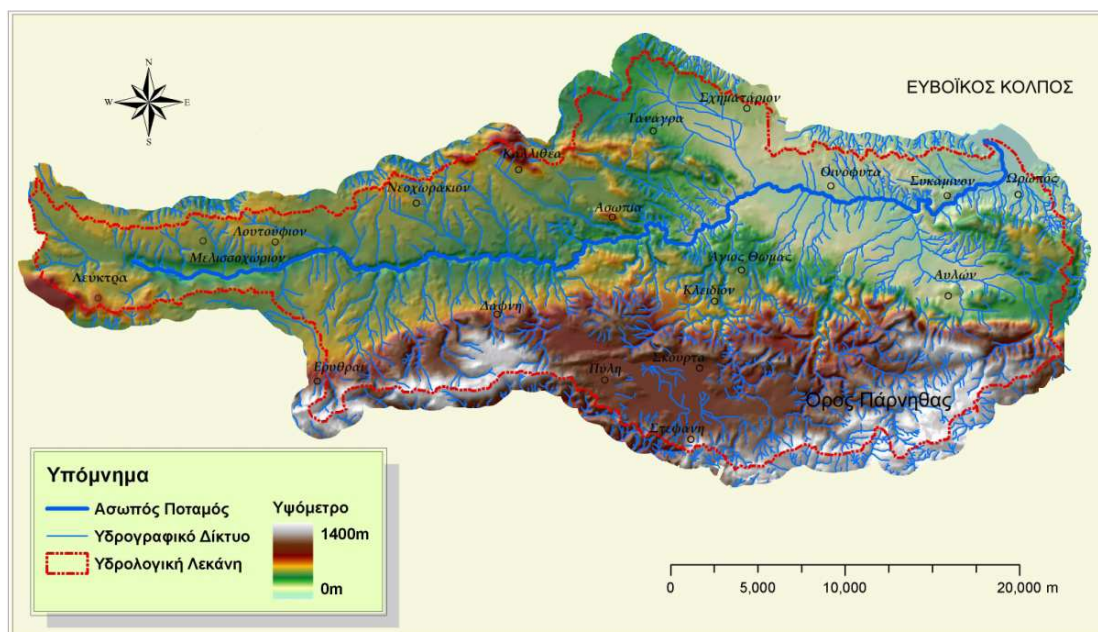 N
W
E
S
ΕΥΒΟΪΚΟΣ ΚΟΛΠΟΣ
Σχηματάριον
Τανάγρα
Καλλιθέα
Οινόφυτα
Νεοχωράκιον
Συκάμινον
Ωρωπός
Ασωπία
Λουτούφιον
Μελισσοχώριον
Άγιος Θωμάς
Λεύκτρα
Κλειδίον
Αυλών
Δάφνη
Σκούρτα
Ερυθραί
Πύλη
Όρος Πάρνηθας
Στεφάνη
Υπόμνημα
Ασωπός Ποταμός
Υδρογραφικό Δίκτυο
Υδρολογική Λεκάνη
Υψόμετρο
1400m
0m
0 5,000 10,000 20,000 m